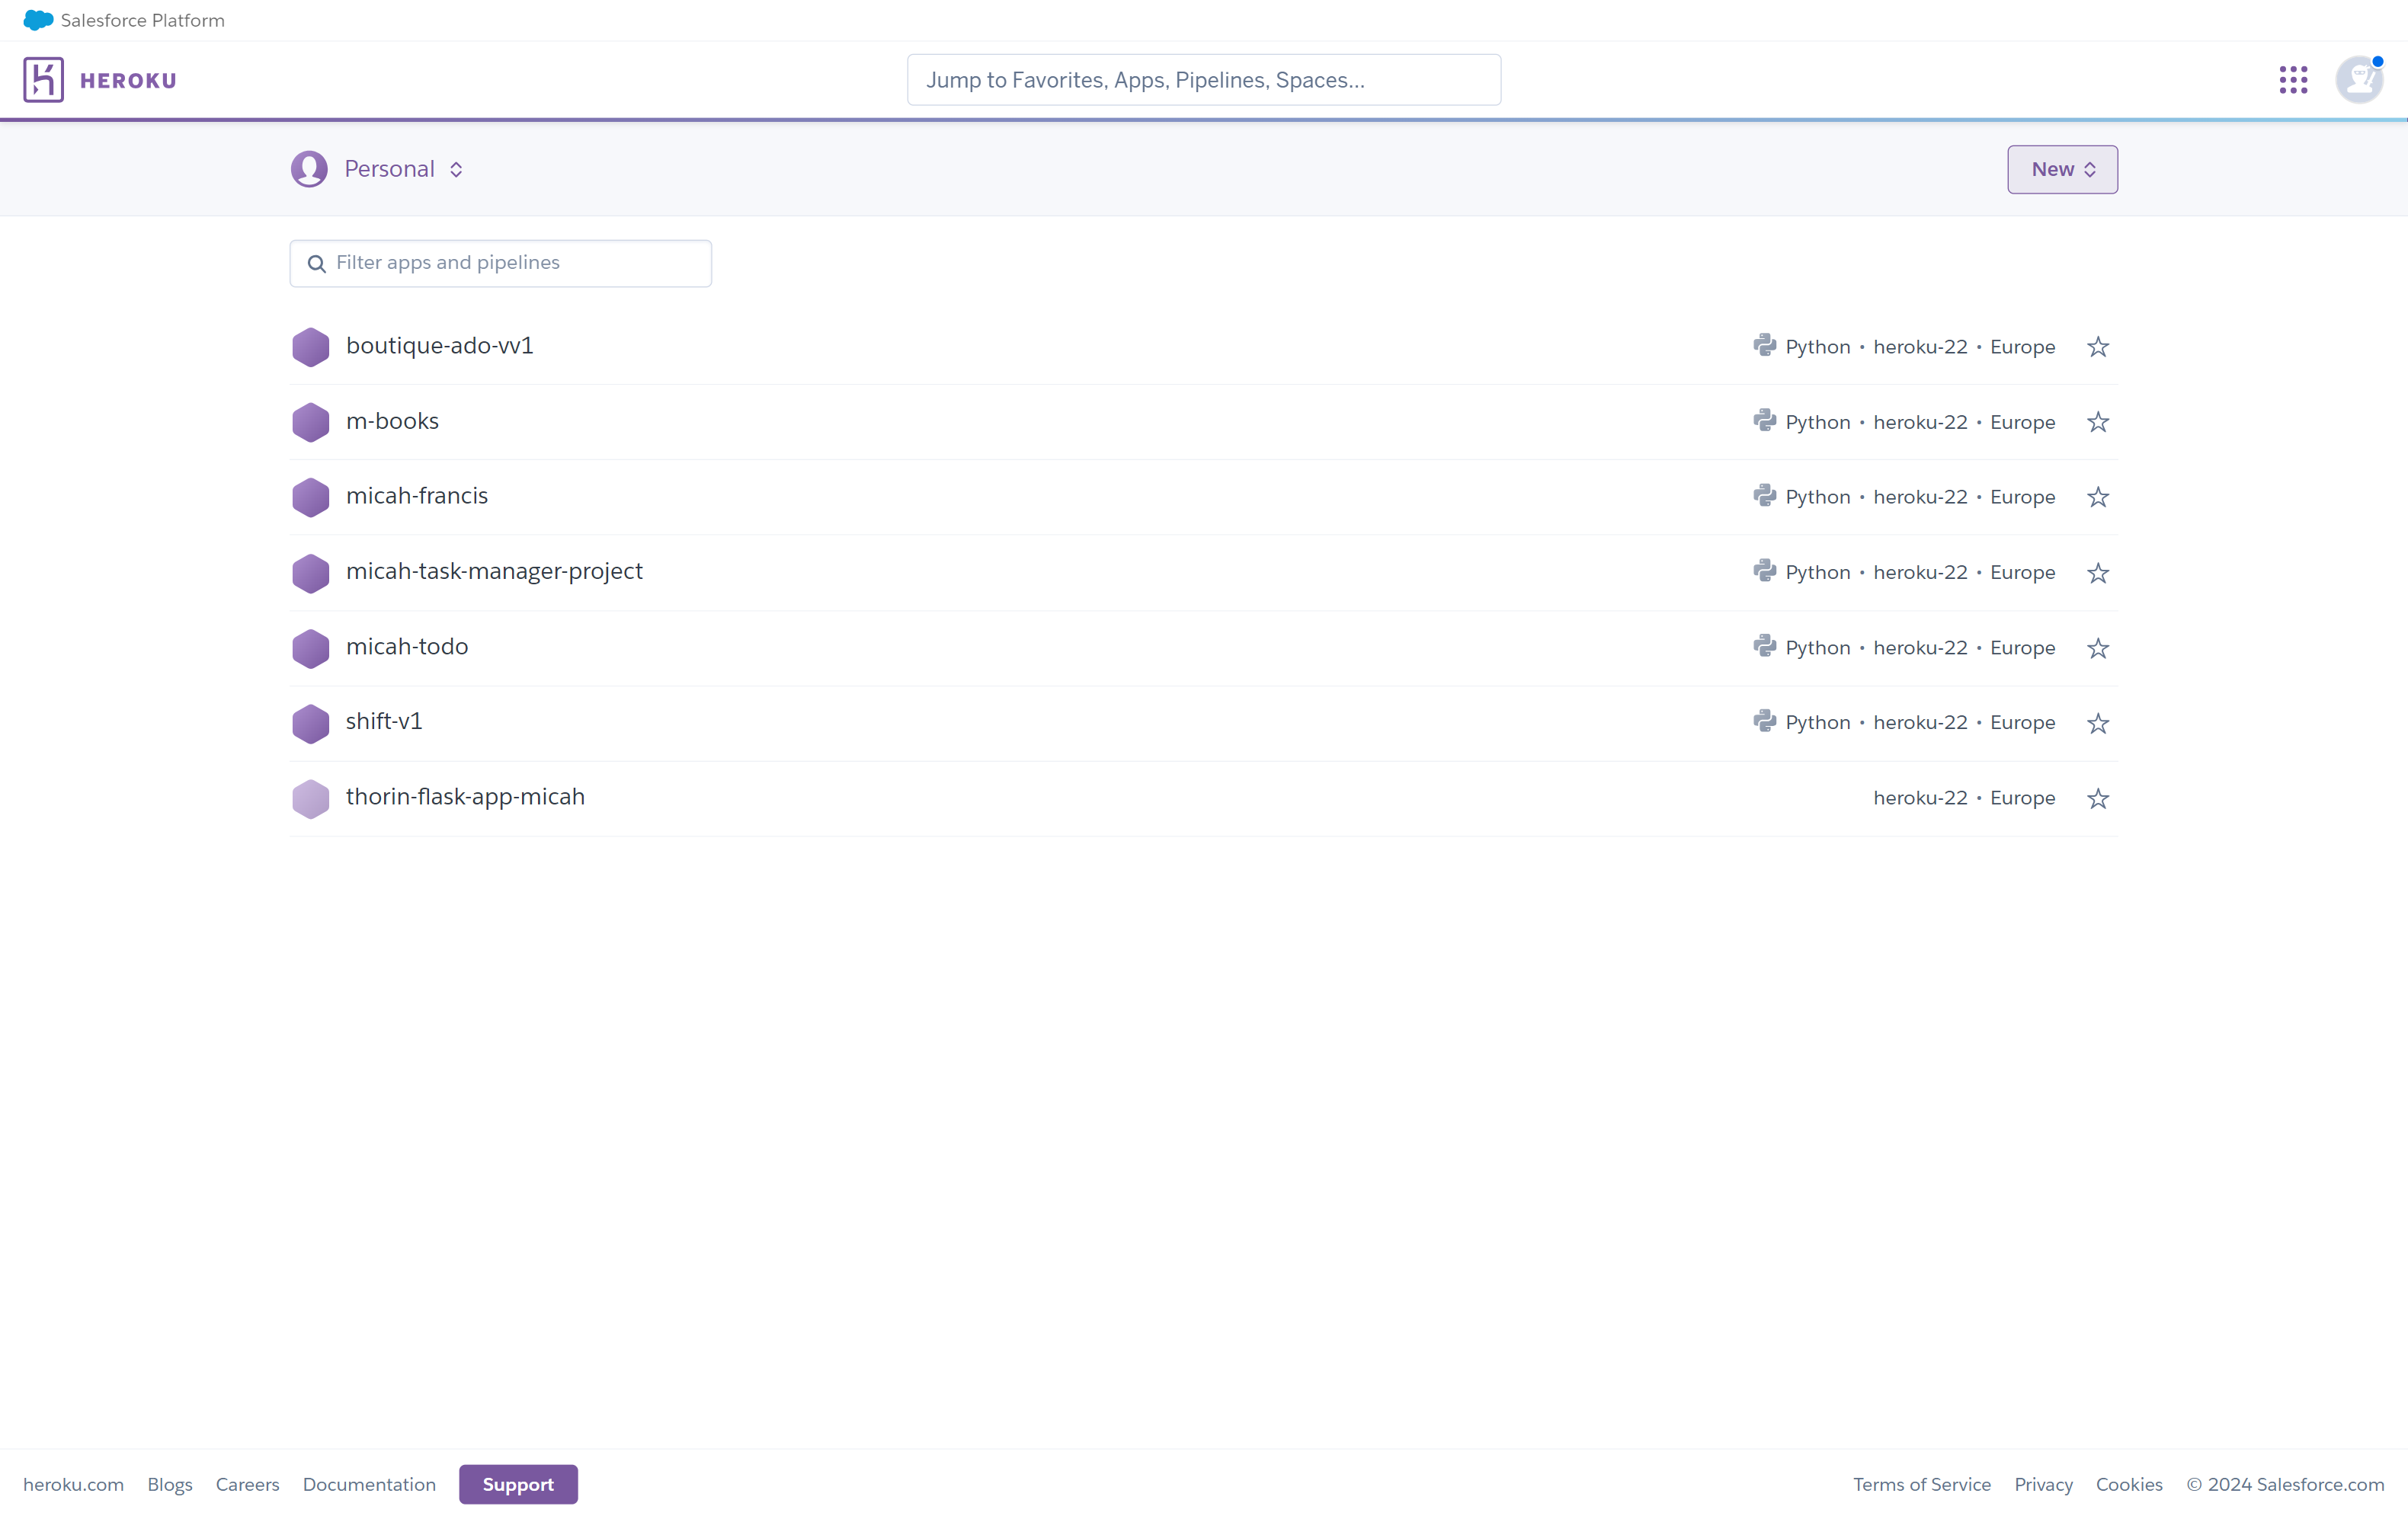 Salesforce Platform
HEROKU
Jump to Favorites, Apps, Pipelines, Spaces...
Personal
New
Filter apps and pipelines
boutique-ado-vv1 Python • heroku-22 • Europe
m-books Python • heroku-22 • Europe
micah-francis Python • heroku-22 • Europe
micah-task-manager-project Python • heroku-22 • Europe
micah-todo Python • heroku-22 • Europe
shift-v1 Python • heroku-22 • Europe
thorin-flask-app-micah heroku-22 • Europe
heroku.com Blogs Careers Documentation Support Terms of Service Privacy Cookies © 2024 Salesforce.com